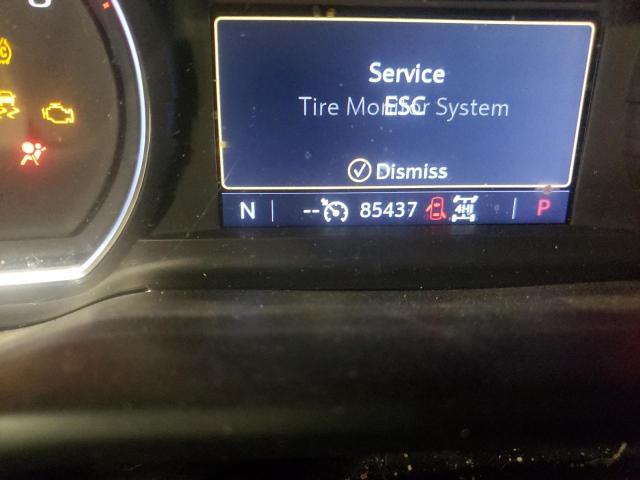 Service
ESC
Tire Monitor System
Dismiss
N -- 85437 4HI P